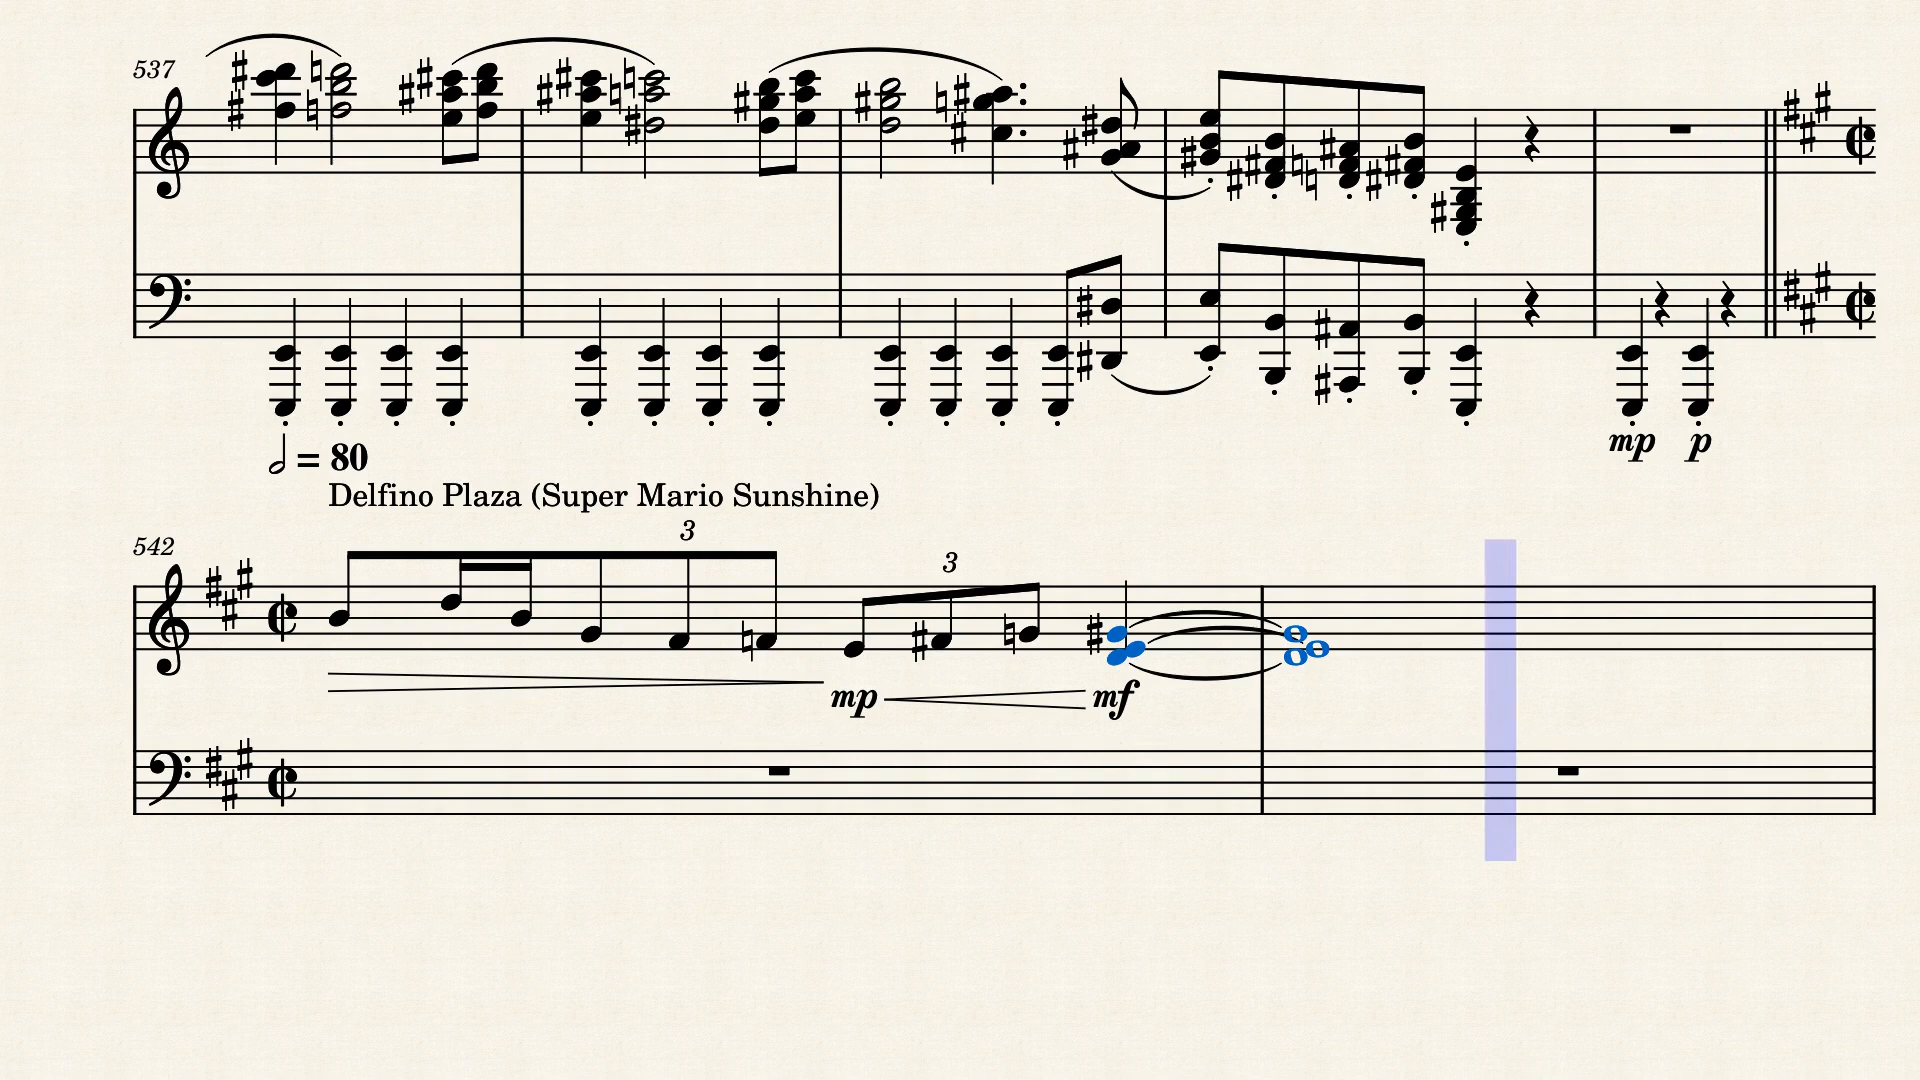 537
mp p
𝅗𝅥 = 80
Delfino Plaza (Super Mario Sunshine)
542
3
3
mp mf